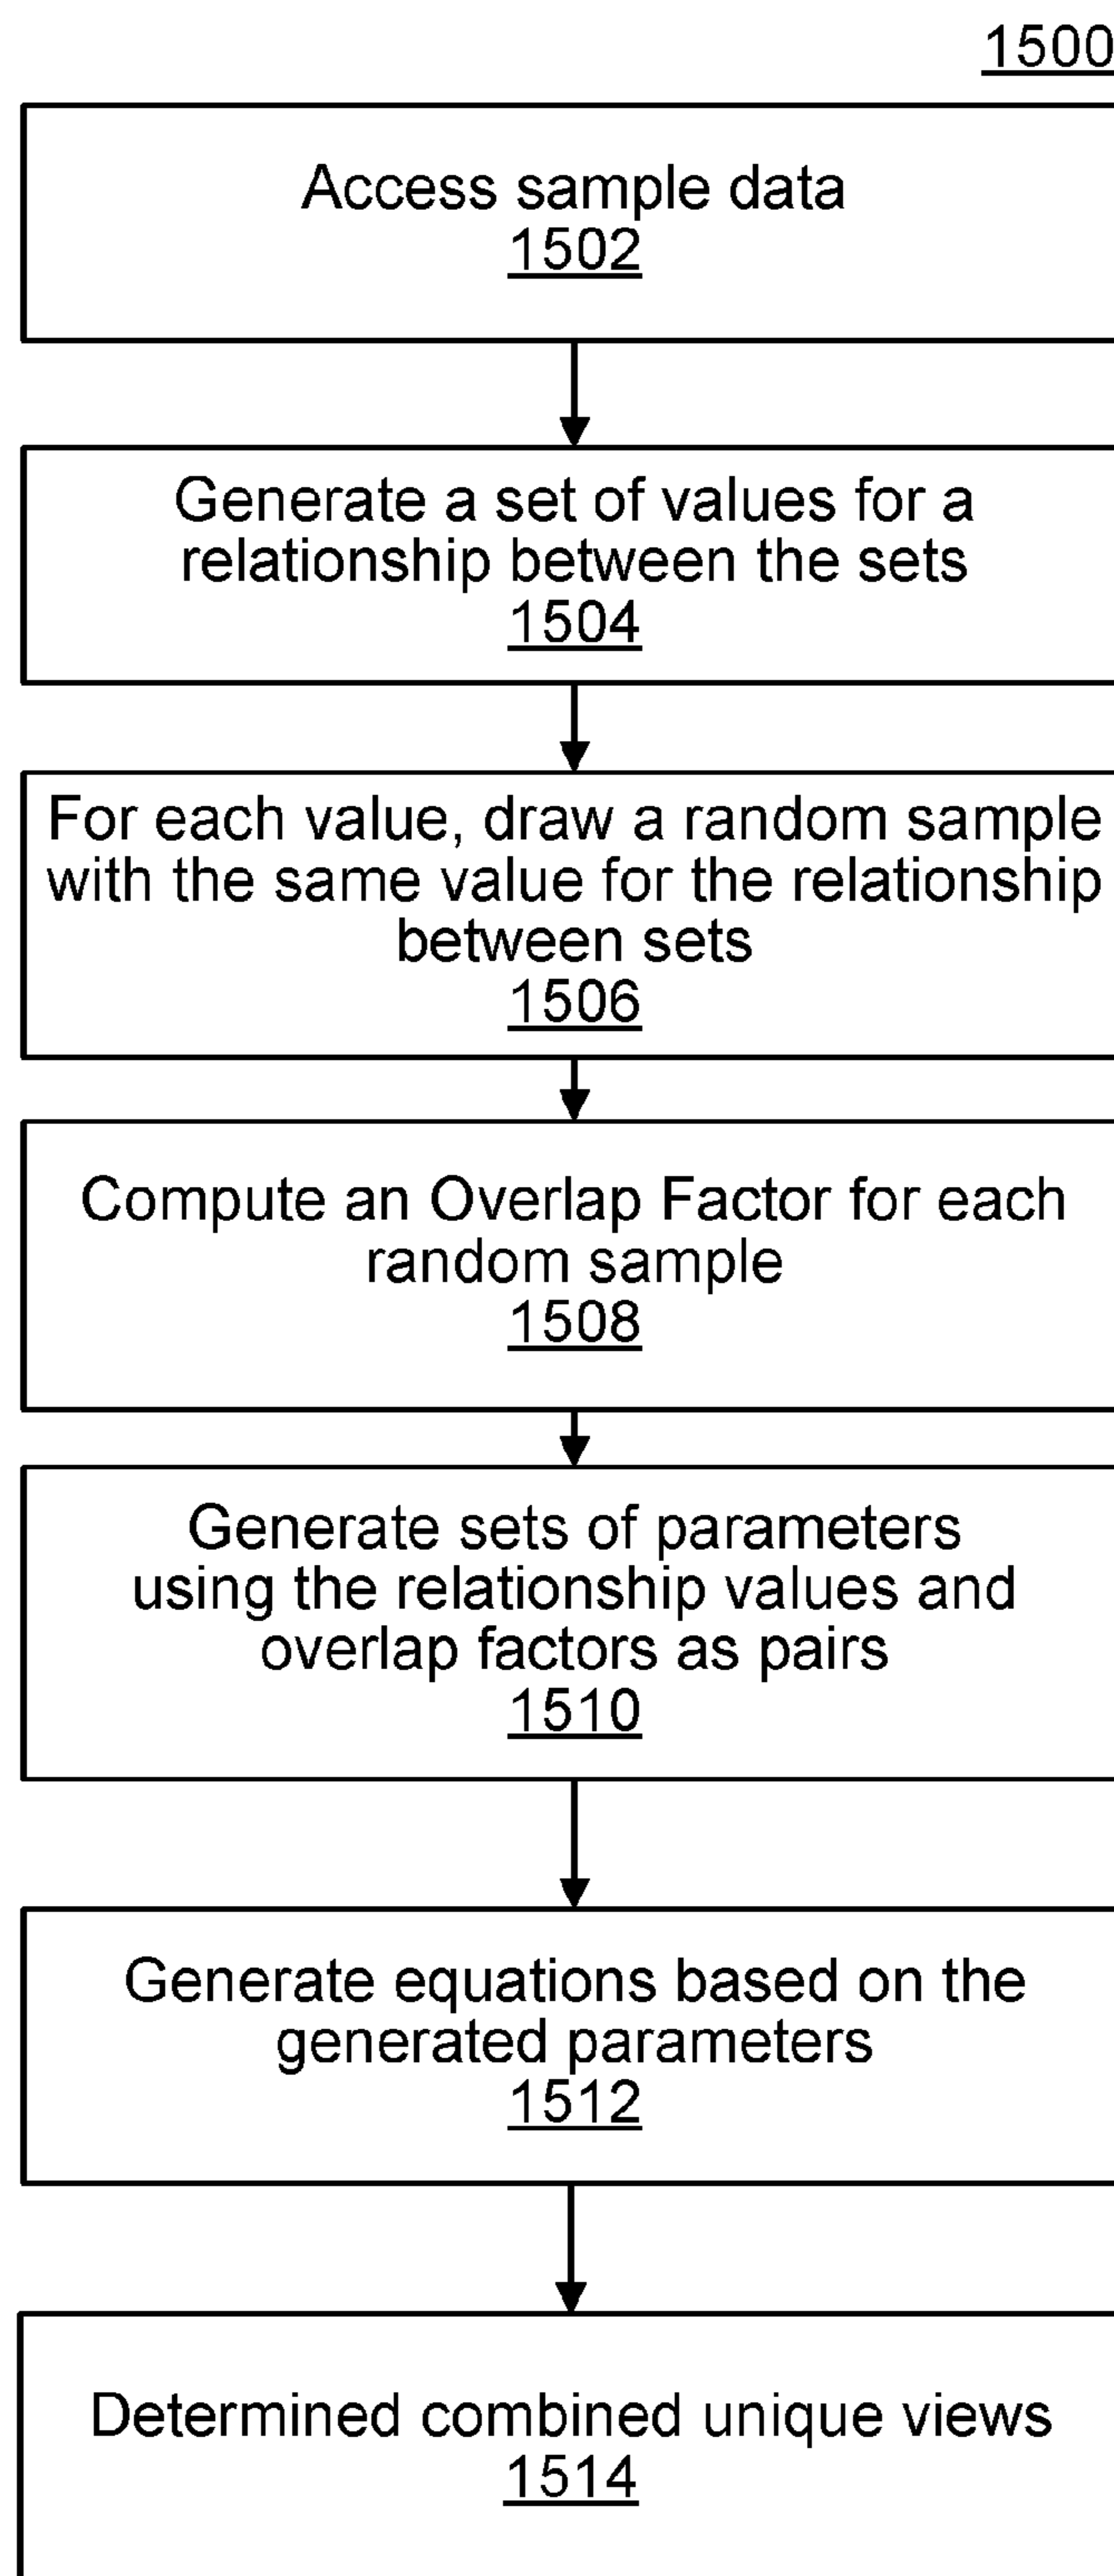 1500
Access sample data
1502
Generate a set of values for a
relationship between the sets
1504
For each value, draw a random sample
with the same value for the relationship
between sets
1506
Compute an Overlap Factor for each
random sample
1508
Generate sets of parameters
using the relationship values and
overlap factors as pairs
1510
Generate equations based on the
generated parameters
1512
Determined combined unique views
1514